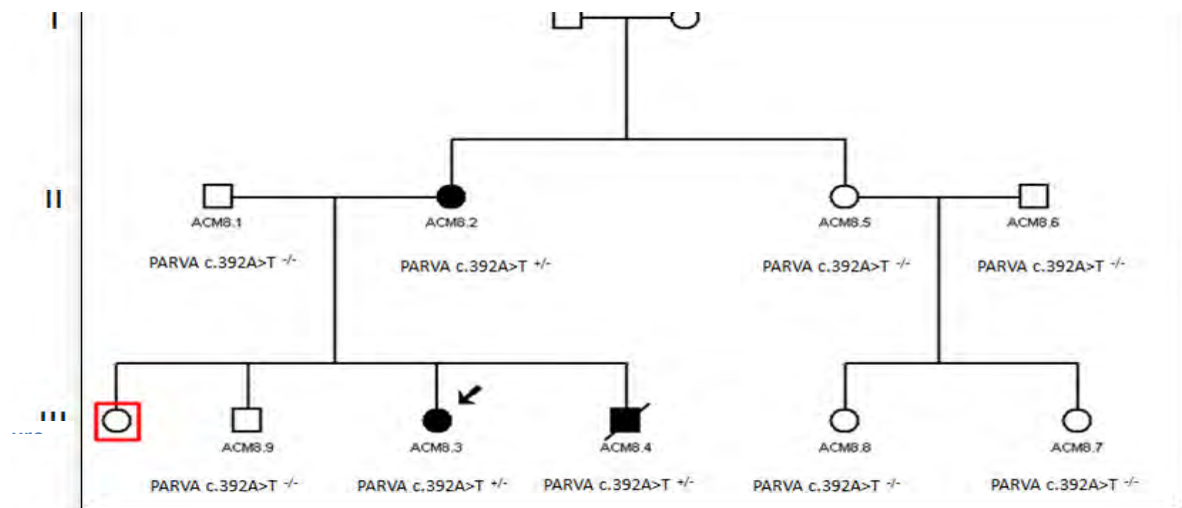 I
II
ACM8.1 ACM8.2 ACM8.5 ACM8.6
PARVA c.392A>T -/- PARVA c.392A>T +/- PARVA c.392A>T -/- PARVA c.392A>T -/-
III
ACM8.9 ACM8.3 ACM8.4 ACM8.8 ACM8.7
PARVA c.392A>T -/- PARVA c.392A>T +/- PARVA c.392A>T +/- PARVA c.392A>T -/- PARVA c.392A>T -/-